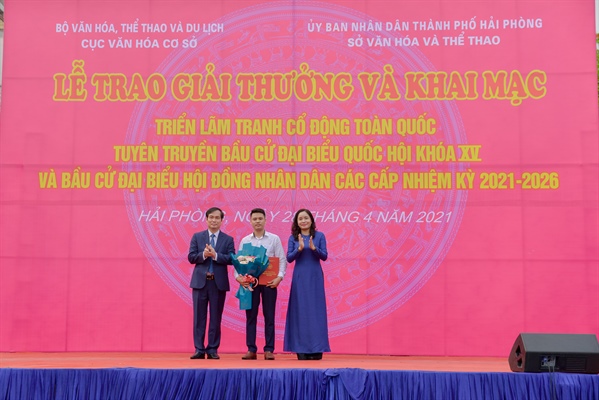 BỘ VĂN HÓA, THỂ THAO VÀ DU LỊCH
CỤC VĂN HÓA CƠ SỞ
ỦY BAN NHÂN DÂN THÀNH PHỐ HẢI PHÒNG
SỞ VĂN HÓA VÀ THỂ THAO
LỄ TRAO GIẢI THƯỞNG VÀ KHAI MẠC
TRIỂN LÃM TRANH CỔ ĐỘNG TOÀN QUỐC
TUYÊN TRUYỀN BẦU CỬ ĐẠI BIỂU QUỐC HỘI KHÓA XV
VÀ BẦU CỬ ĐẠI BIỂU HỘI ĐỒNG NHÂN DÂN CÁC CẤP NHIỆM KỲ 2021-2026
HẢI PHÒNG, NGÀY 2 THÁNG 4 NĂM 2021